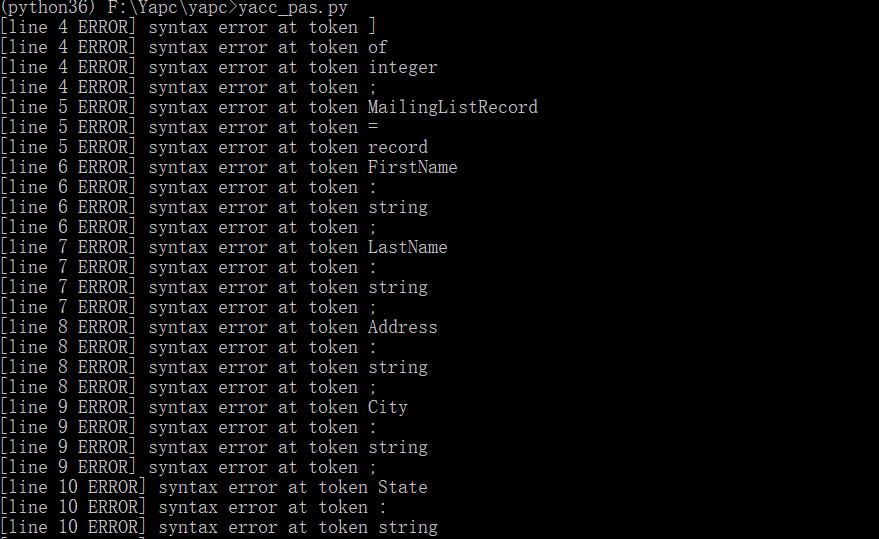 (python36) F:\Yapc\yapc>yacc_pas.py
[line 4 ERROR] syntax error at token ]
[line 4 ERROR] syntax error at token of
[line 4 ERROR] syntax error at token integer
[line 4 ERROR] syntax error at token ;
[line 5 ERROR] syntax error at token MailingListRecord
[line 5 ERROR] syntax error at token =
[line 5 ERROR] syntax error at token record
[line 6 ERROR] syntax error at token FirstName
[line 6 ERROR] syntax error at token :
[line 6 ERROR] syntax error at token string
[line 6 ERROR] syntax error at token ;
[line 7 ERROR] syntax error at token LastName
[line 7 ERROR] syntax error at token :
[line 7 ERROR] syntax error at token string
[line 7 ERROR] syntax error at token ;
[line 8 ERROR] syntax error at token Address
[line 8 ERROR] syntax error at token :
[line 8 ERROR] syntax error at token string
[line 8 ERROR] syntax error at token ;
[line 9 ERROR] syntax error at token City
[line 9 ERROR] syntax error at token :
[line 9 ERROR] syntax error at token string
[line 9 ERROR] syntax error at token ;
[line 10 ERROR] syntax error at token State
[line 10 ERROR] syntax error at token :
[line 10 ERROR] syntax error at token string